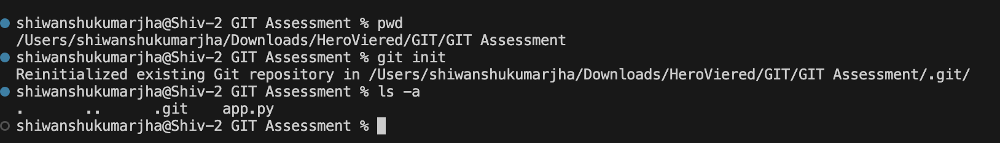 shiwanshukumarjha@Shiv-2 GIT Assessment % pwd
/Users/shiwanshukumarjha/Downloads/HeroViered/GIT/GIT Assessment
shiwanshukumarjha@Shiv-2 GIT Assessment % git init
Reinitialized existing Git repository in /Users/shiwanshukumarjha/Downloads/HeroViered/GIT/GIT Assessment/.git/
shiwanshukumarjha@Shiv-2 GIT Assessment % ls -a
. .. .git app.py
shiwanshukumarjha@Shiv-2 GIT Assessment %